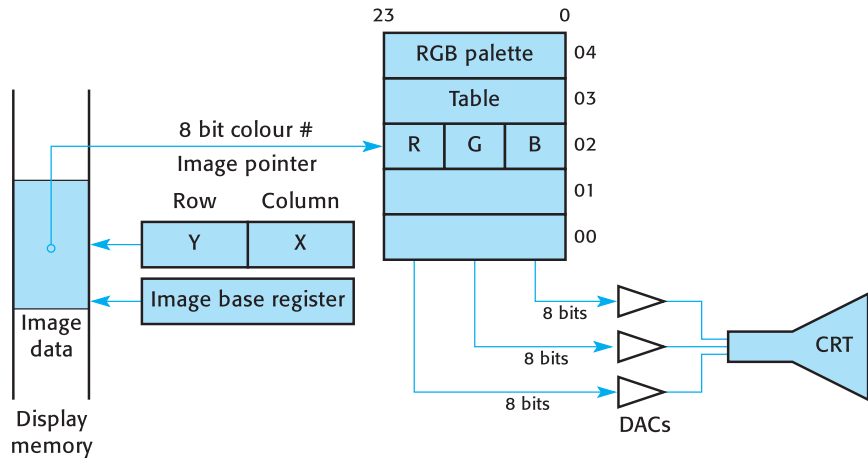 23
0
RGB palette
04
Table
03
8 bit colour #
R
G
B
02
Image pointer
01
Row
Column
Y
X
00
Image base register
8 bits
Image
data
8 bits
CRT
8 bits
DACs
Display
memory